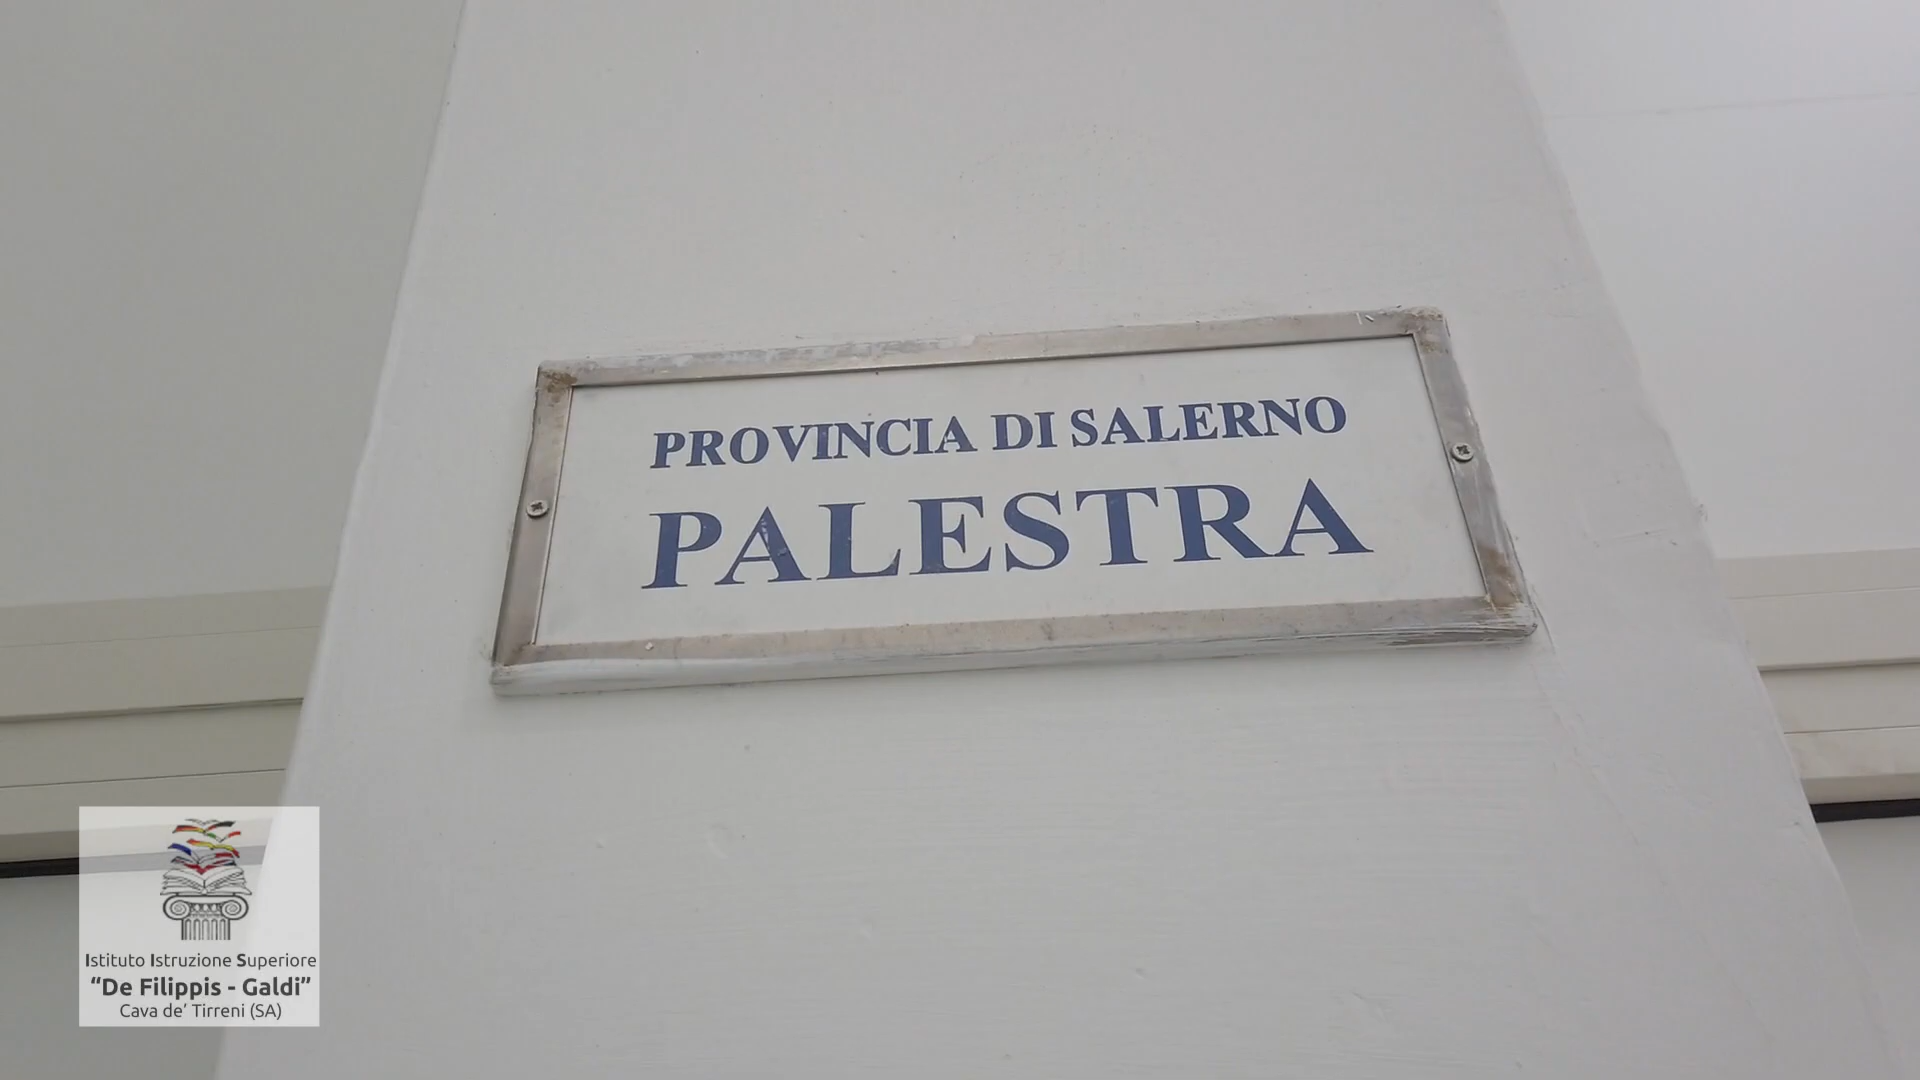 PROVINCIA DI SALERNO
PALESTRA
Istituto Istruzione Superiore
“De Filippis - Galdi”
Cava de’ Tirreni (SA)